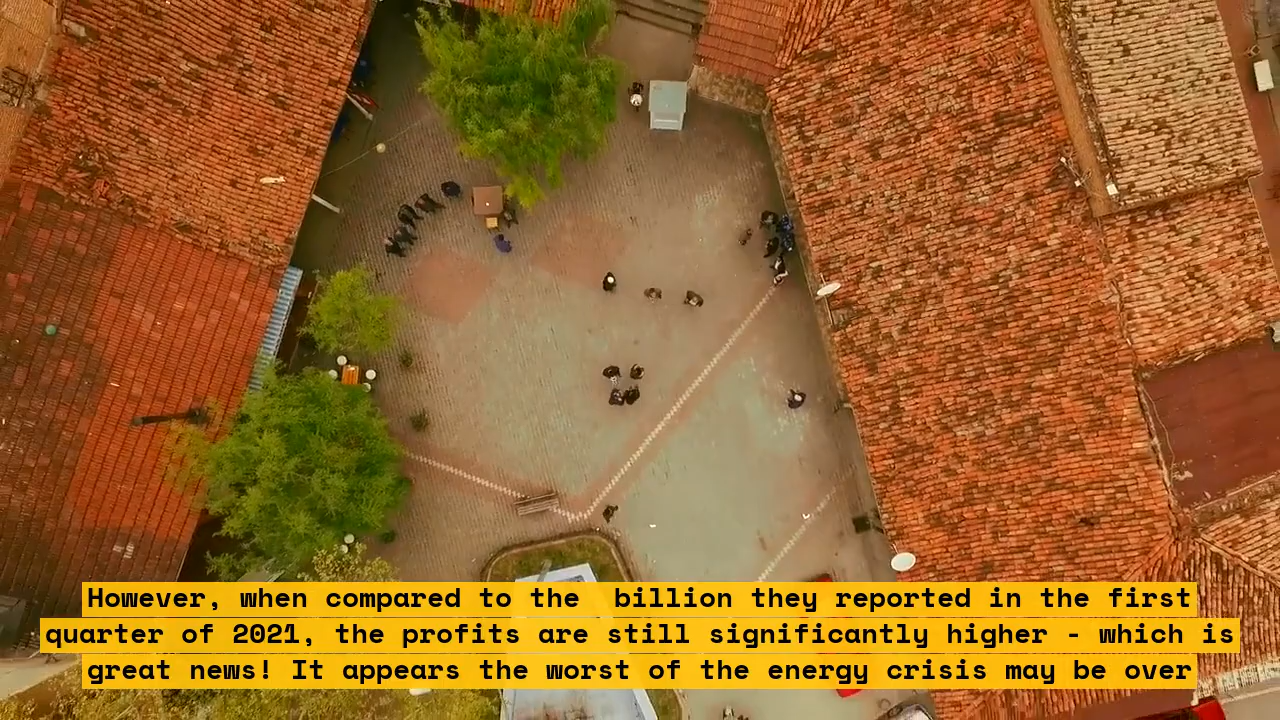 However, when compared to the  billion they reported in the first
quarter of 2021, the profits are still significantly higher - which is
great news! It appears the worst of the energy crisis may be over